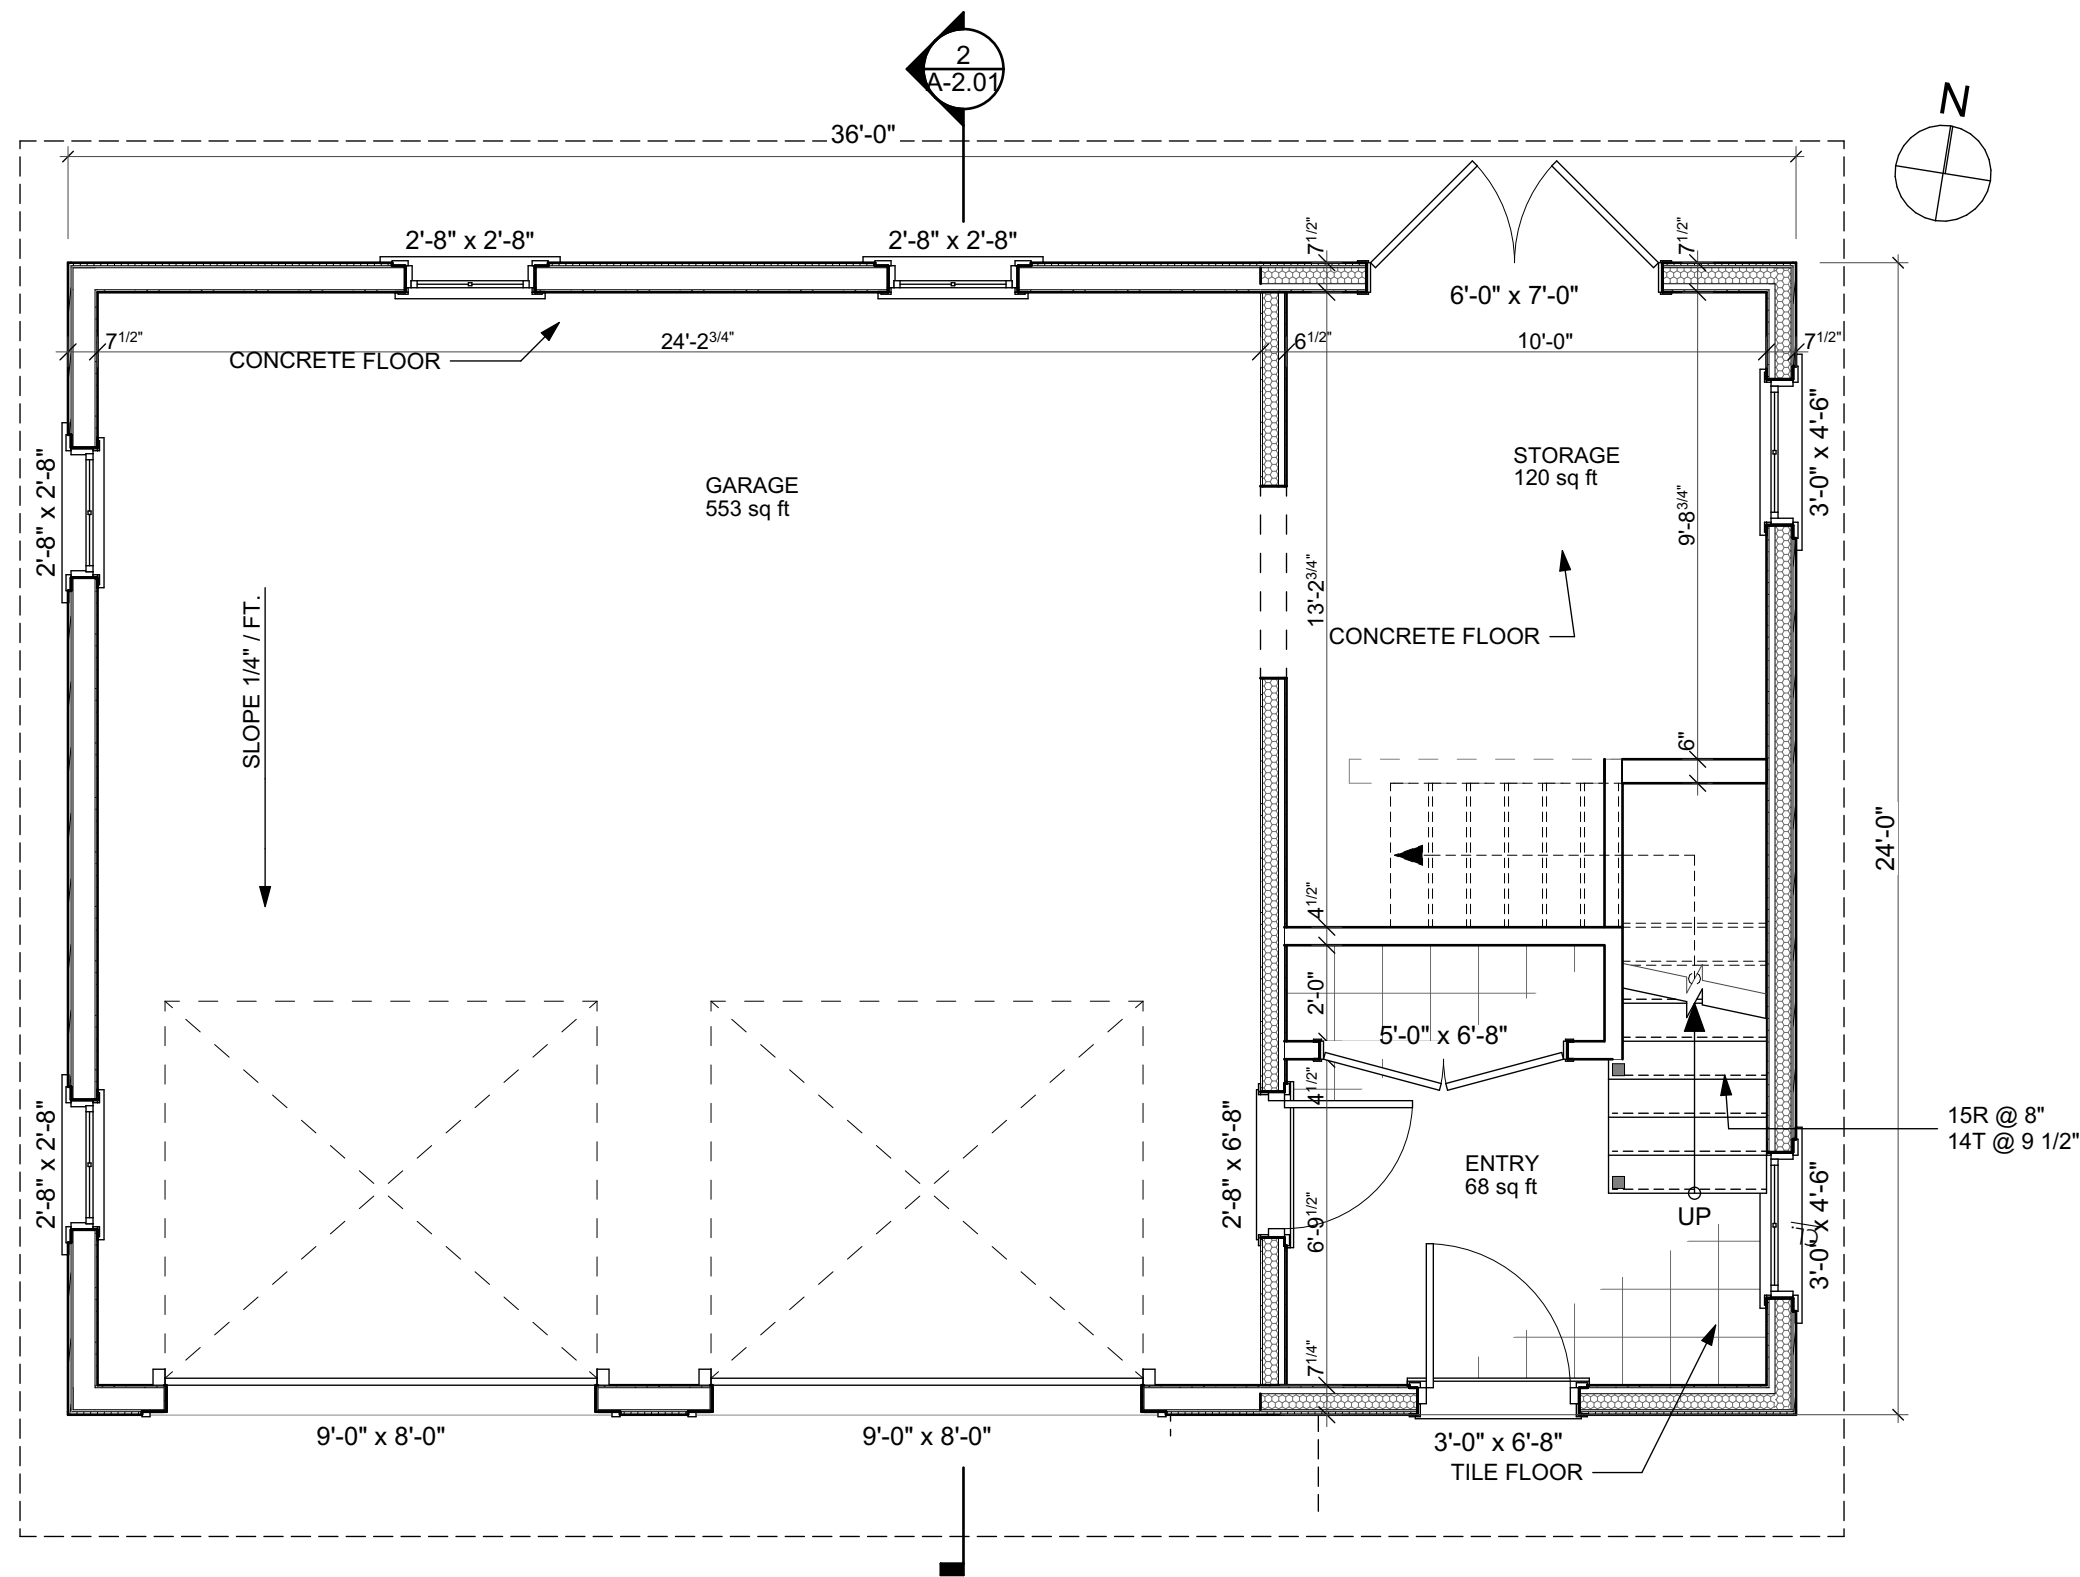 2
A-2.01
N
36'-0"
2'-8" x 2'-8"
2'-8" x 2'-8"
7 1/2"
7 1/2"
6'-0" x 7'-0"
7 1/2"
24'-2 3/4"
6 1/2"
10'-0"
7 1/2"
CONCRETE FLOOR
3'-0" x 4'-6"
2'-8" x 2'-8"
GARAGE
553 sq ft
STORAGE
120 sq ft
9'-8 3/4"
13'-2 3/4"
CONCRETE FLOOR
SLOPE 1/4" / FT.
6"
24'-0"
4 1/2"
2'-0"
5'-0" x 6'-8"
4 1/2"
15R @ 8"
14T @ 9 1/2"
2'-8" x 2'-8"
2'-8" x 6'-8"
ENTRY
68 sq ft
6'-9 1/2"
UP
3'-0" x 4'-6"
7 1/4"
9'-0" x 8'-0"
9'-0" x 8'-0"
3'-0" x 6'-8"
TILE FLOOR